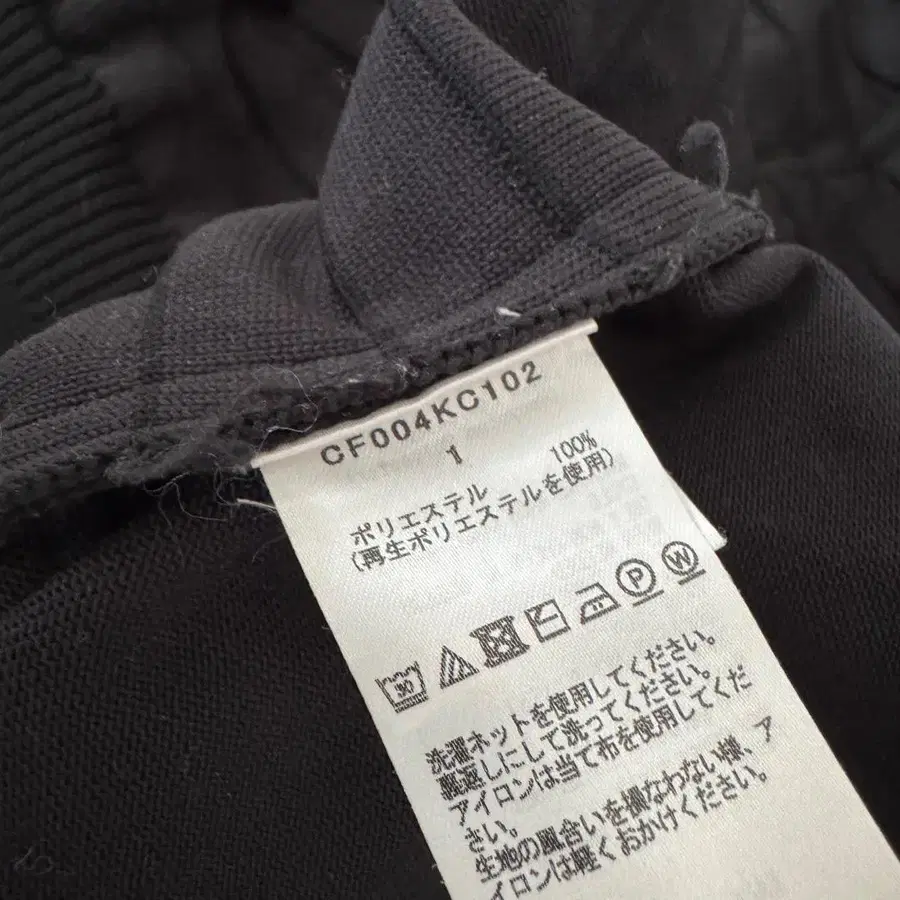 CF004KC102
1
ポリエステル 100%
(再生ポリエステルを使用)
30
P
W
洗濯ネットを使用してください。
裏返しにして洗ってください。
アイロンは当て布を使用してくだ
さい。
生地の風合いを損なわない様、ア
イロンは軽くおかけください。